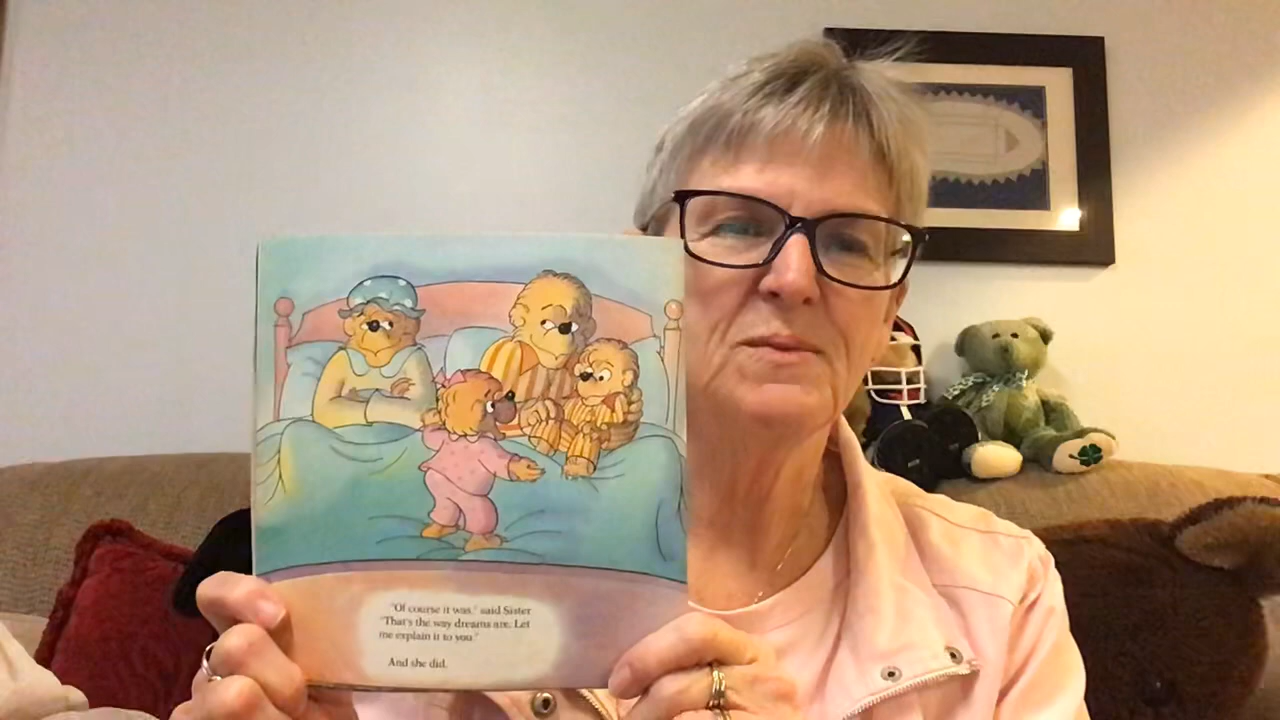 "Of course it was," said Sister
"That's the way dreams are. Let
me explain it to you."
And she did.